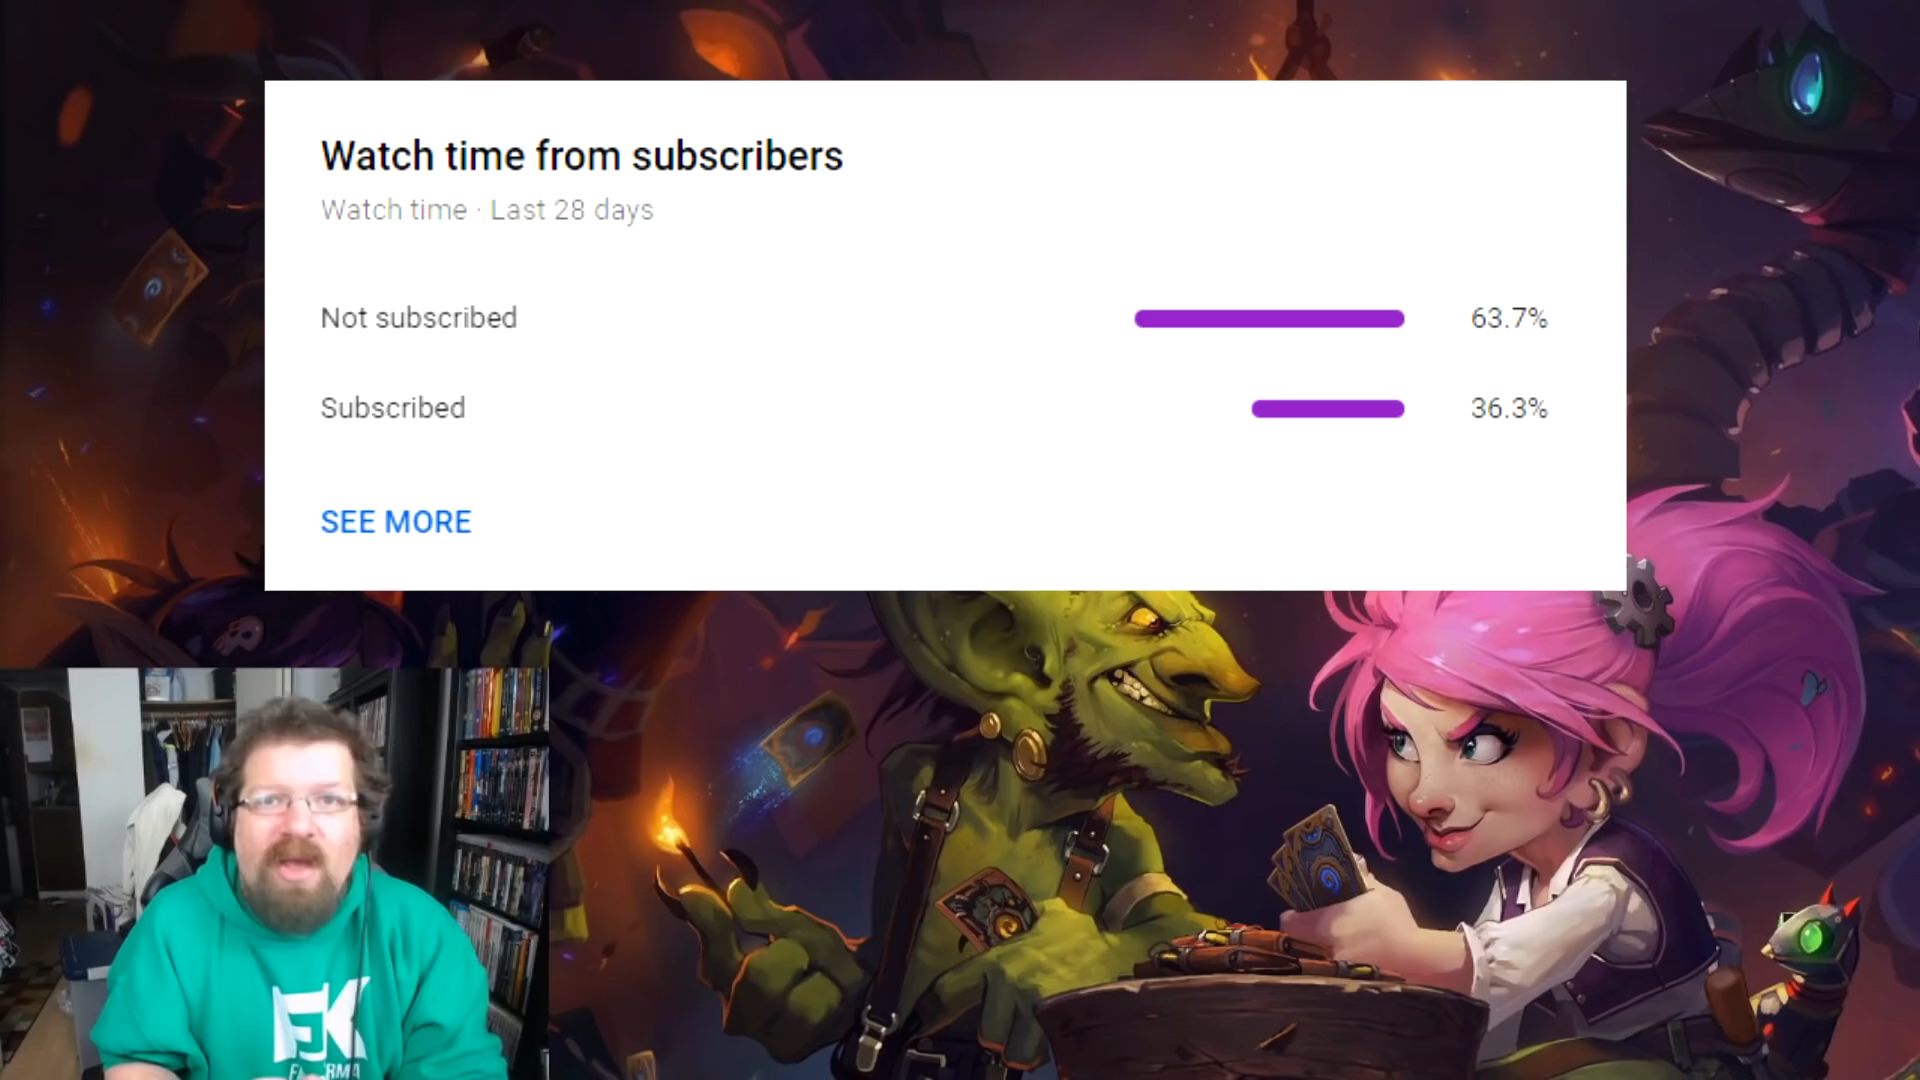 Watch time from subscribers
Watch time · Last 28 days
Not subscribed 63.7%
Subscribed 36.3%
SEE MORE